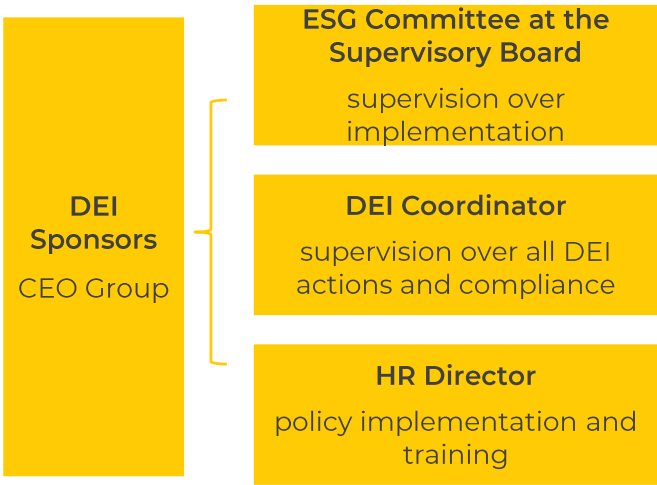 DEI
Sponsors
CEO Group
ESG Committee at the
Supervisory Board
supervision over
implementation
DEI Coordinator
supervision over all DEI
actions and compliance
HR Director
policy implementation and
training